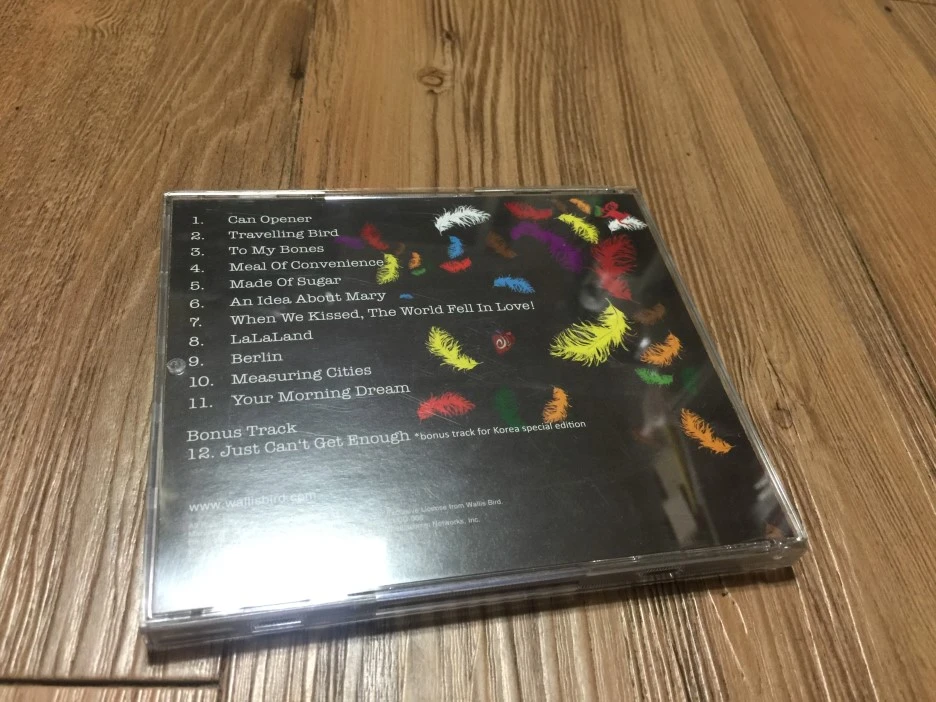 1. Can Opener
2. Travelling Bird
3. To My Bones
4. Meal Of Convenience
5. Made Of Sugar
6. An Idea About Mary
7. When We Kissed, The World Fell In Love!
8. LaLaLand
9. Berlin
10. Measuring Cities
11. Your Morning Dream
Bonus Track
12. Just Can't Get Enough *bonus track for Korea special edition
www.wallisbird.com
License from Wallis Bird.
Networks, Inc.